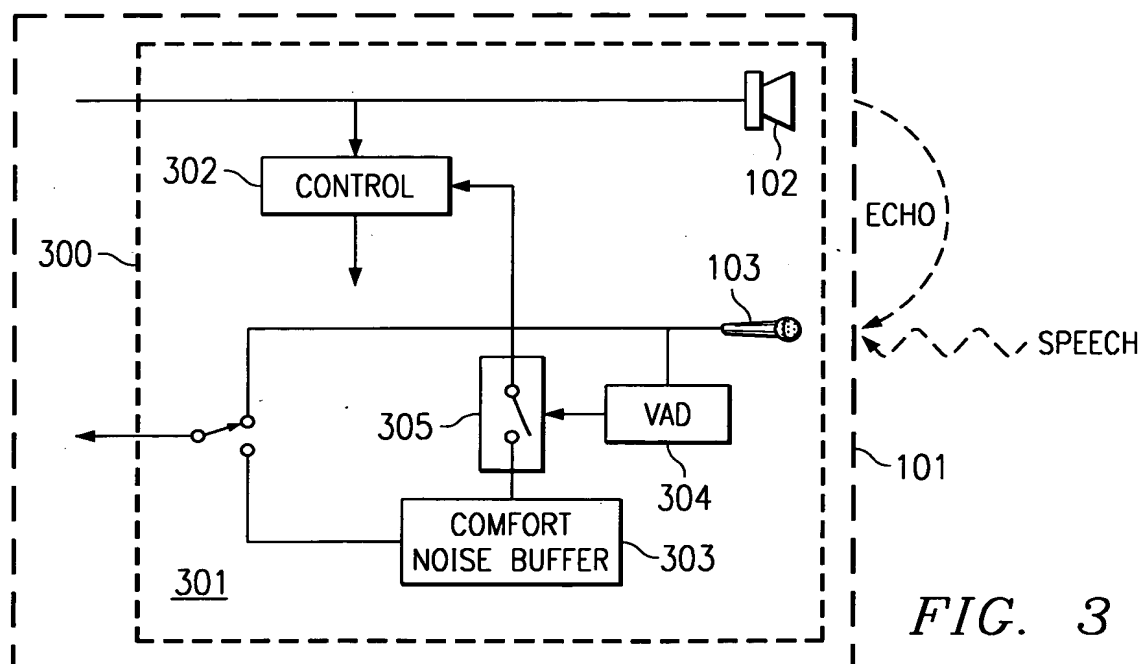 302
CONTROL
102
ECHO
300
103
SPEECH
305
VAD
304
101
COMFORT
NOISE BUFFER
303
301
FIG. 3